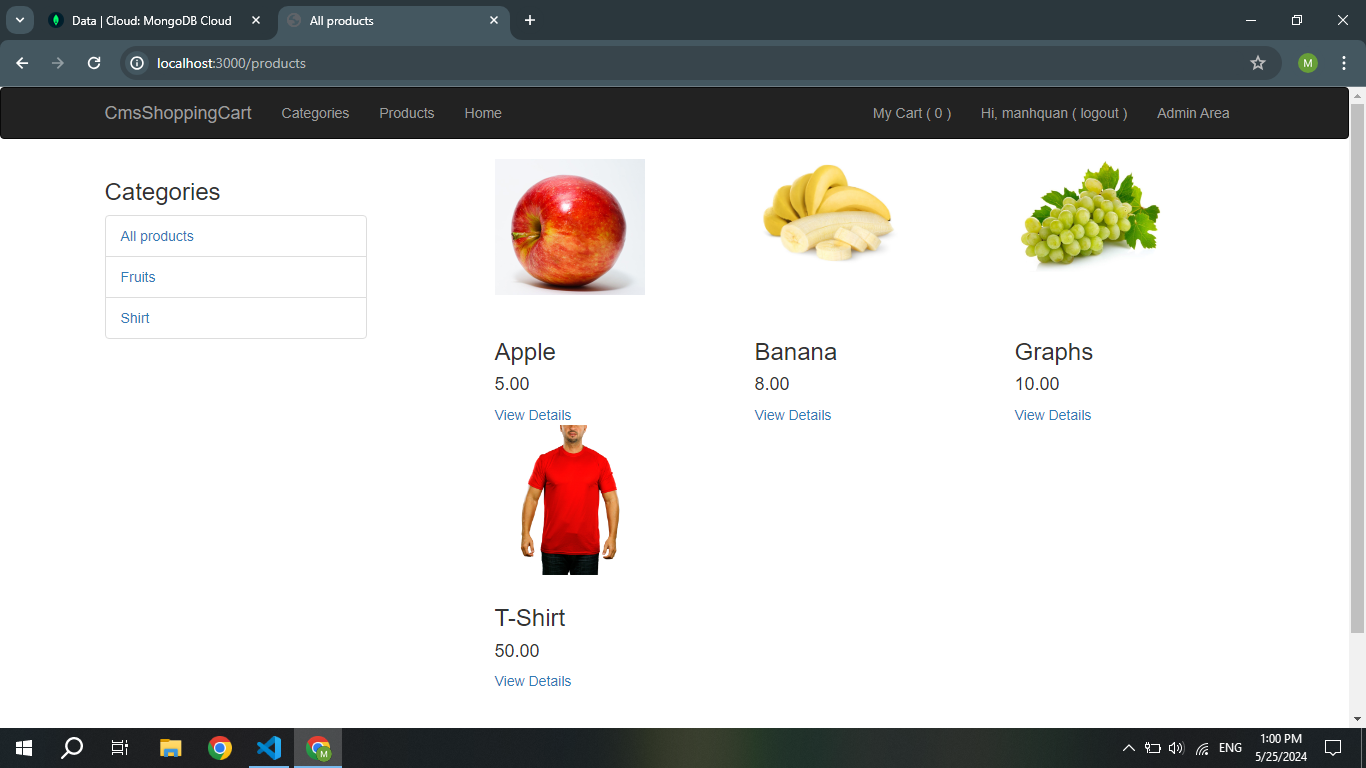 Data | Cloud: MongoDB Cloud
All products
localhost:3000/products
M
CmsShoppingCart Categories Products Home My Cart ( 0 ) Hi, manhquan ( logout ) Admin Area
Categories
All products
Fruits
Shirt
Apple
5.00
View Details
Banana
8.00
View Details
Graphs
10.00
View Details
T-Shirt
50.00
View Details
M
ENG
1:00 PM
5/25/2024